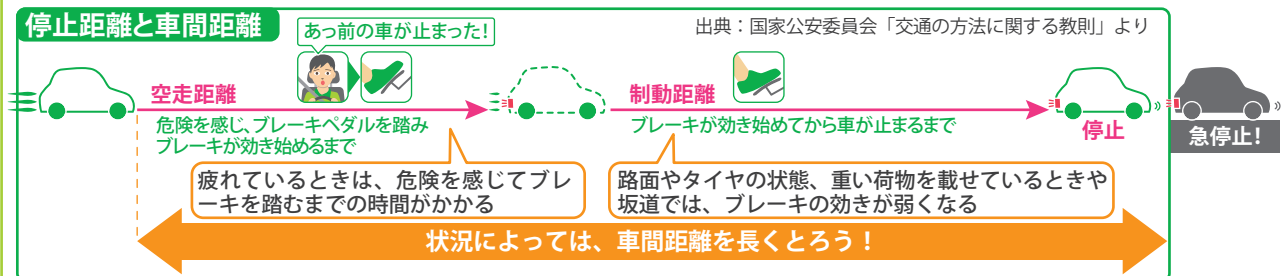 停止距離と車間距離
あっ前の車が止まった！
出典：国家公安委員会「交通の方法に関する教則」より
空走距離
危険を感じ、ブレーキペダルを踏み
ブレーキが効き始めるまで
制動距離
ブレーキが効き始めてから車が止まるまで
停止
急停止！
疲れているときは、危険を感じてブレ
ーキを踏むまでの時間がかかる
路面やタイヤの状態、重い荷物を載せているときや
坂道では、ブレーキの効きが弱くなる
状況によっては、車間距離を長くとろう！